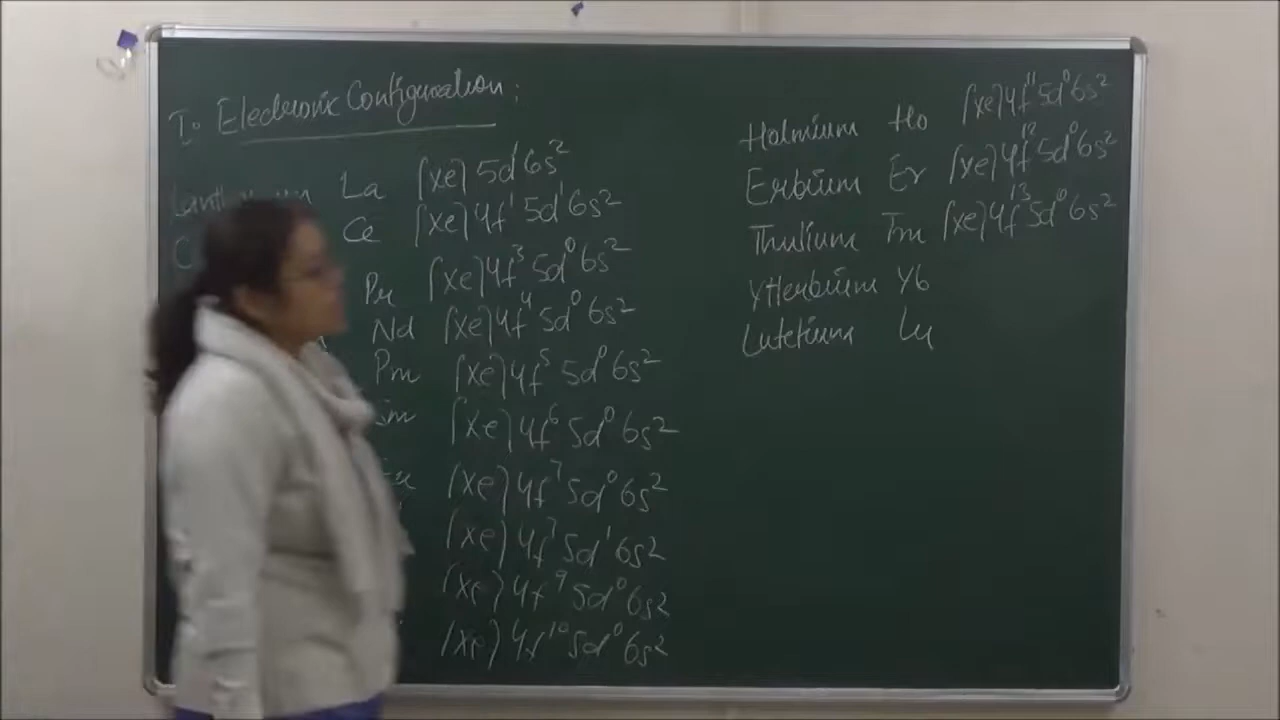 I. Electronic Configuration:
La [Xe] 5d¹ 6s²
Ce [Xe] 4f¹ 5d¹ 6s²
Pr [Xe] 4f³ 5d⁰ 6s²
Nd [Xe] 4f⁴ 5d⁰ 6s²
Pm [Xe] 4f⁵ 5d⁰ 6s²
Sm [Xe] 4f⁶ 5d⁰ 6s²
Eu [Xe] 4f⁷ 5d⁰ 6s²
[Xe] 4f⁷ 5d¹ 6s²
[Xe] 4f⁹ 5d⁰ 6s²
[Xe] 4f¹⁰ 5d⁰ 6s²
Holmium Ho [Xe] 4f¹¹ 5d⁰ 6s²
Erbium Er [Xe] 4f¹² 5d⁰ 6s²
Thulium Tm [Xe] 4f¹³ 5d⁰ 6s²
Ytterbium Yb
Lutetium Lu